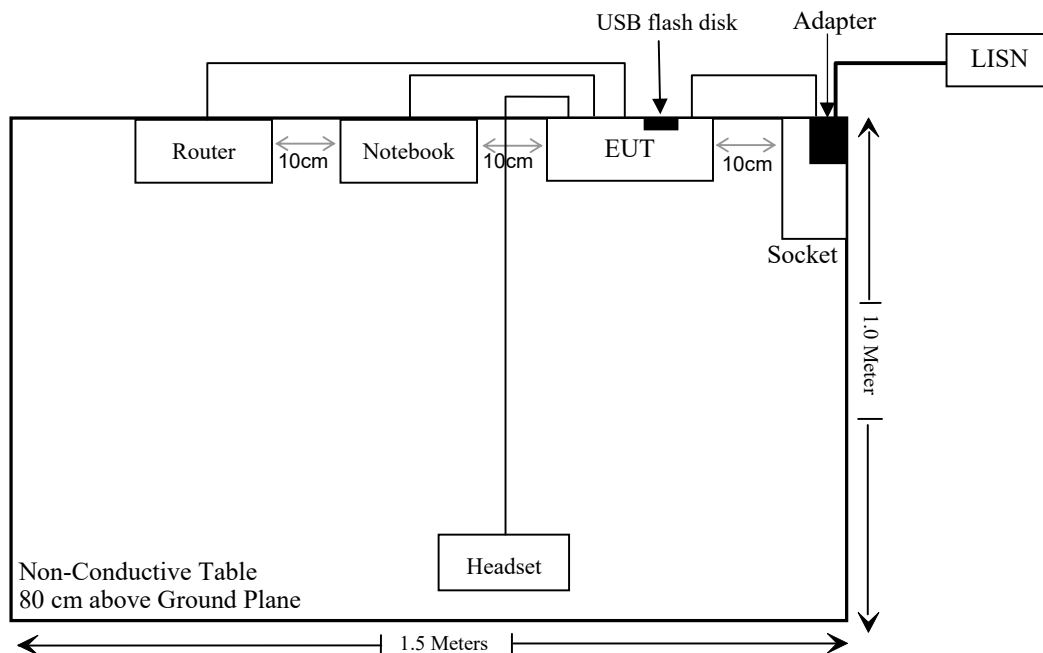 USB flash disk
Adapter
LISN
Router
10cm
Notebook
10cm
EUT
10cm
Socket
1.0 Meter
Headset
Non-Conductive Table
80 cm above Ground Plane
1.5 Meters